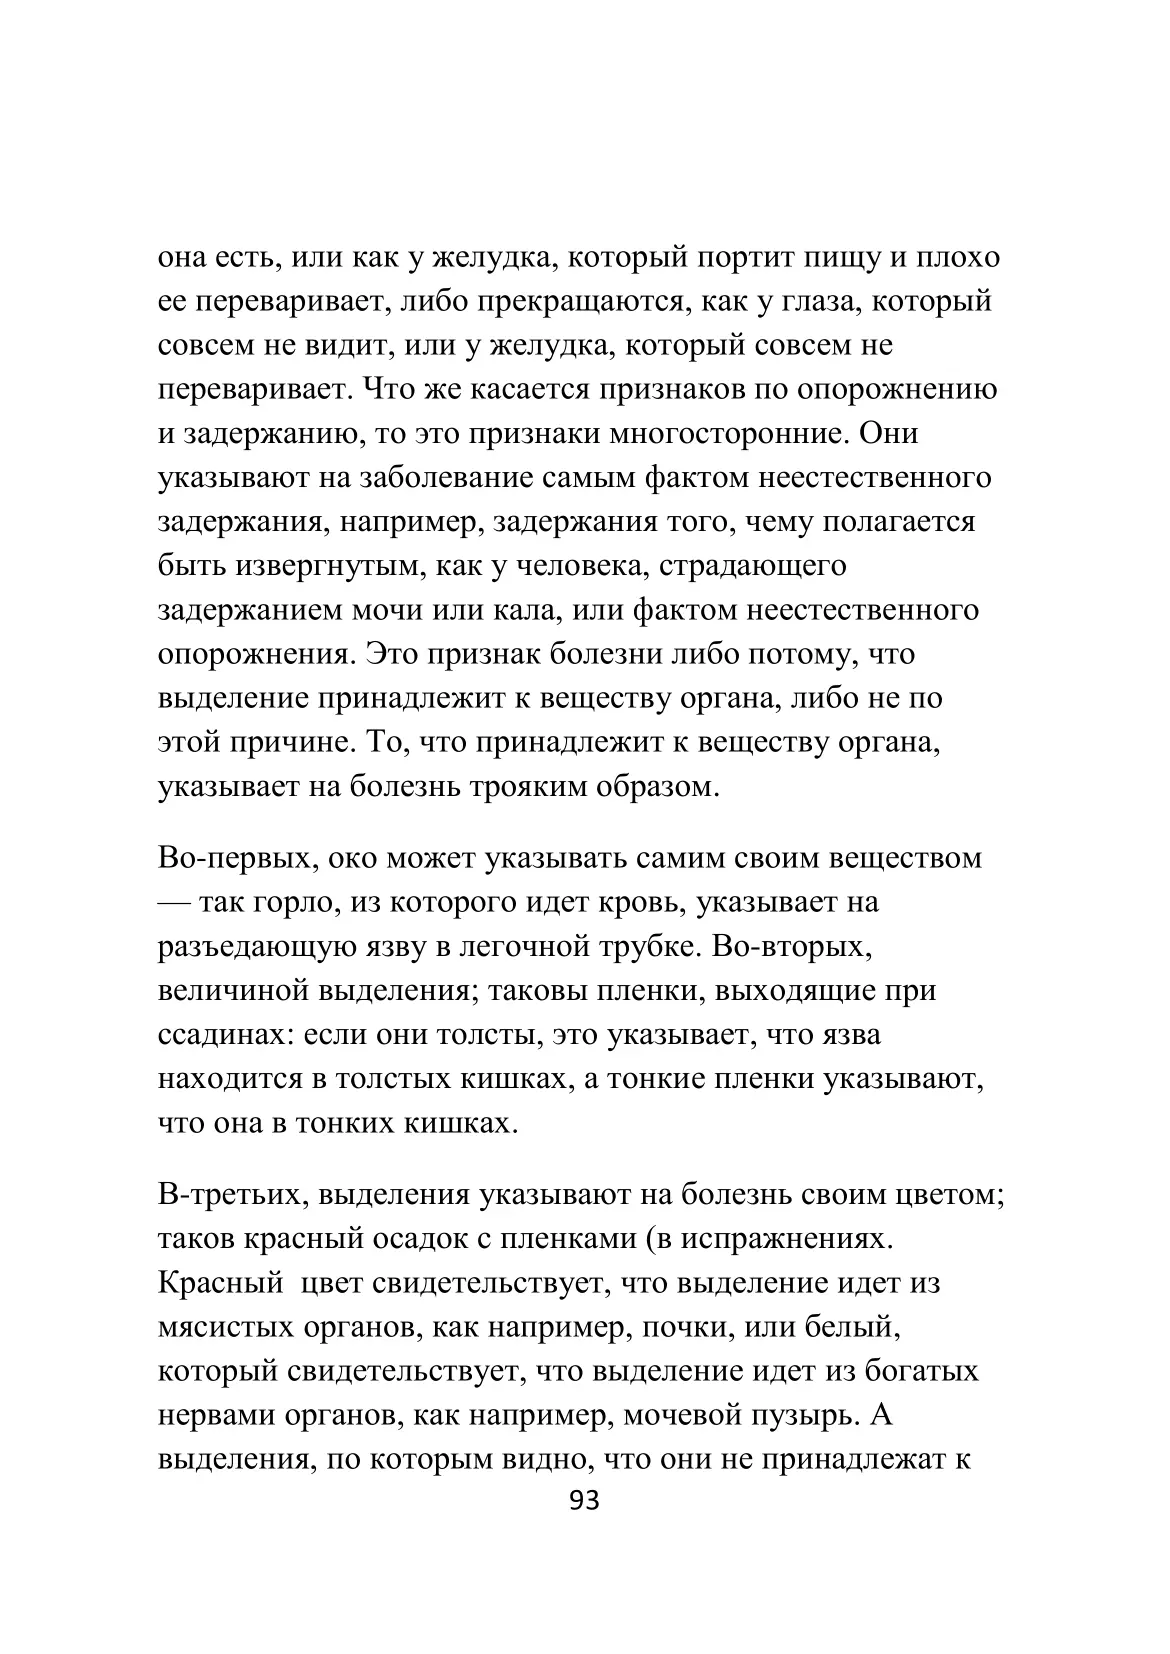 она есть, или как у желудка, который портит пищу и плохо
ее переваривает, либо прекращаются, как у глаза, который
совсем не видит, или у желудка, который совсем не
переваривает. Что же касается признаков по опорожнению
и задержанию, то это признаки многосторонние. Они
указывают на заболевание самым фактом неестественного
задержания, например, задержания того, чему полагается
быть извергнутым, как у человека, страдающего
задержанием мочи или кала, или фактом неестественного
опорожнения. Это признак болезни либо потому, что
выделение принадлежит к веществу органа, либо не по
этой причине. То, что принадлежит к веществу органа,
указывает на болезнь трояким образом.
Во-первых, око может указывать самим своим веществом
— так горло, из которого идет кровь, указывает на
разъедающую язву в легочной трубке. Во-вторых,
величиной выделения; таковы пленки, выходящие при
ссадинах: если они толсты, это указывает, что язва
находится в толстых кишках, а тонкие пленки указывают,
что она в тонких кишках.
В-третьих, выделения указывают на болезнь своим цветом;
таков красный осадок с пленками (в испражнениях.
Красный  цвет свидетельствует, что выделение идет из
мясистых органов, как например, почки, или белый,
который свидетельствует, что выделение идет из богатых
нервами органов, как например, мочевой пузырь. А
выделения, по которым видно, что они не принадлежат к
93